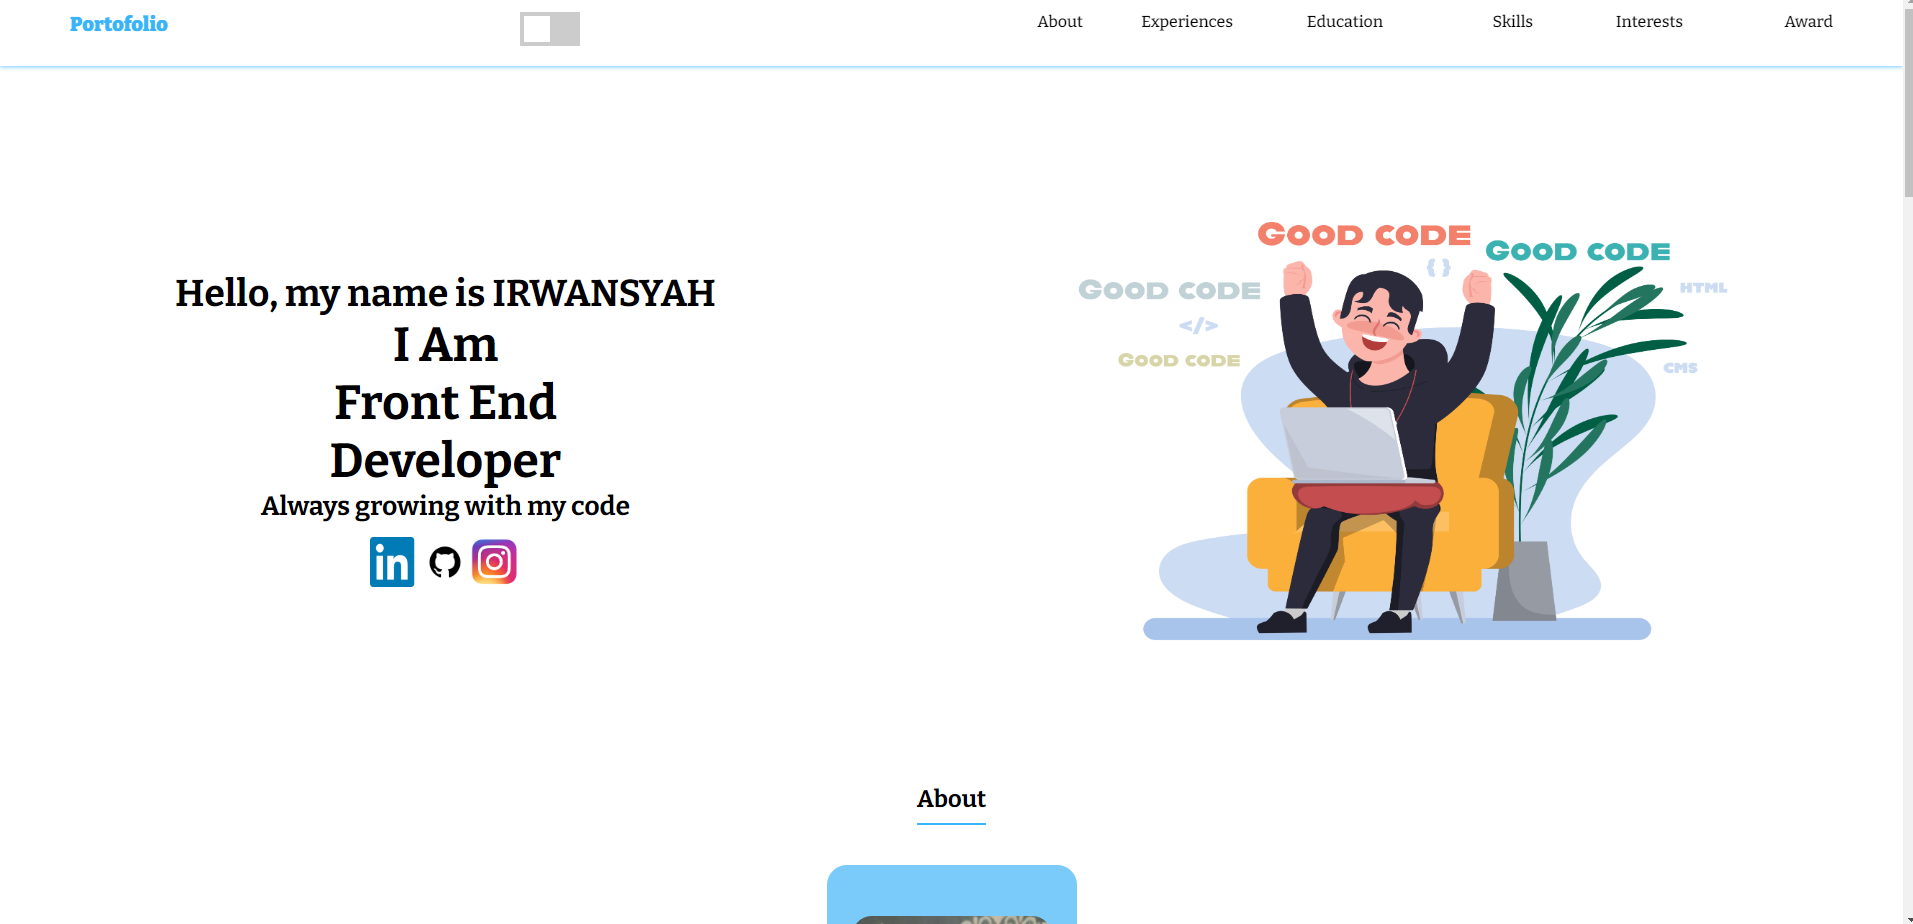 Portofolio
About
Experiences
Education
Skills
Interests
Award
Hello, my name is IRWANSYAH
I Am
Front End
Developer
Always growing with my code
in
Good code
Good code
{ }
Good code
HTML
</>
Good code
CMS
About